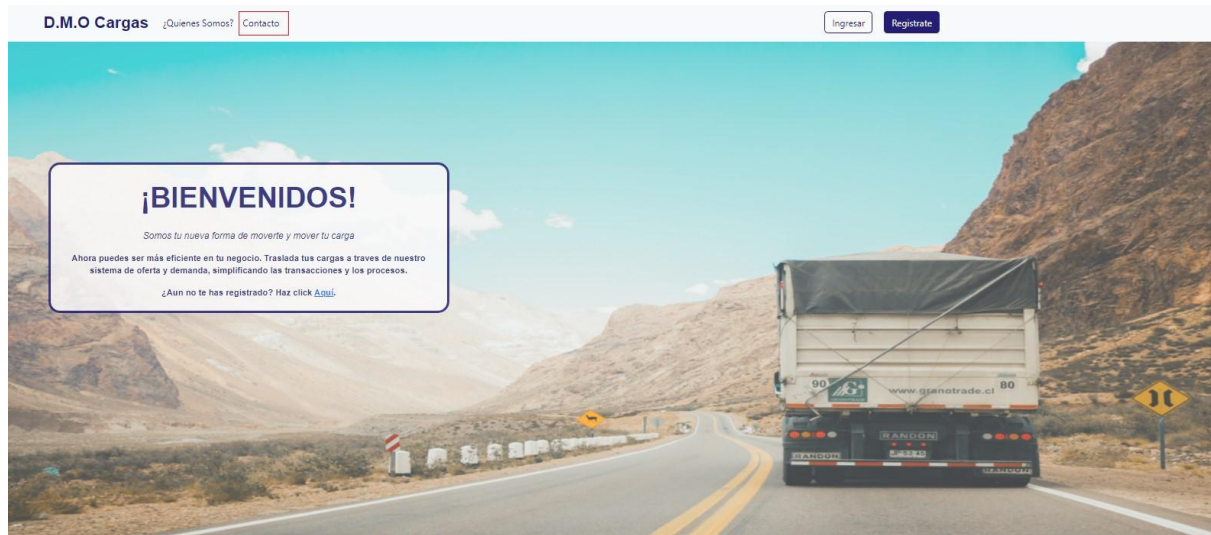 D.M.O Cargas ¿Quienes Somos? Contacto Ingresar Registrate
¡BIENVENIDOS!
Somos tu nueva forma de moverte y mover tu carga
Ahora puedes ser más eficiente en tu negocio. Traslada tus cargas a traves de nuestro
sistema de oferta y demanda, simplificando las transacciones y los procesos.
¿Aun no te has registrado? Haz click Aquí.
90 www.granotrade.cl 80
RANDON
RANDON
RANDON